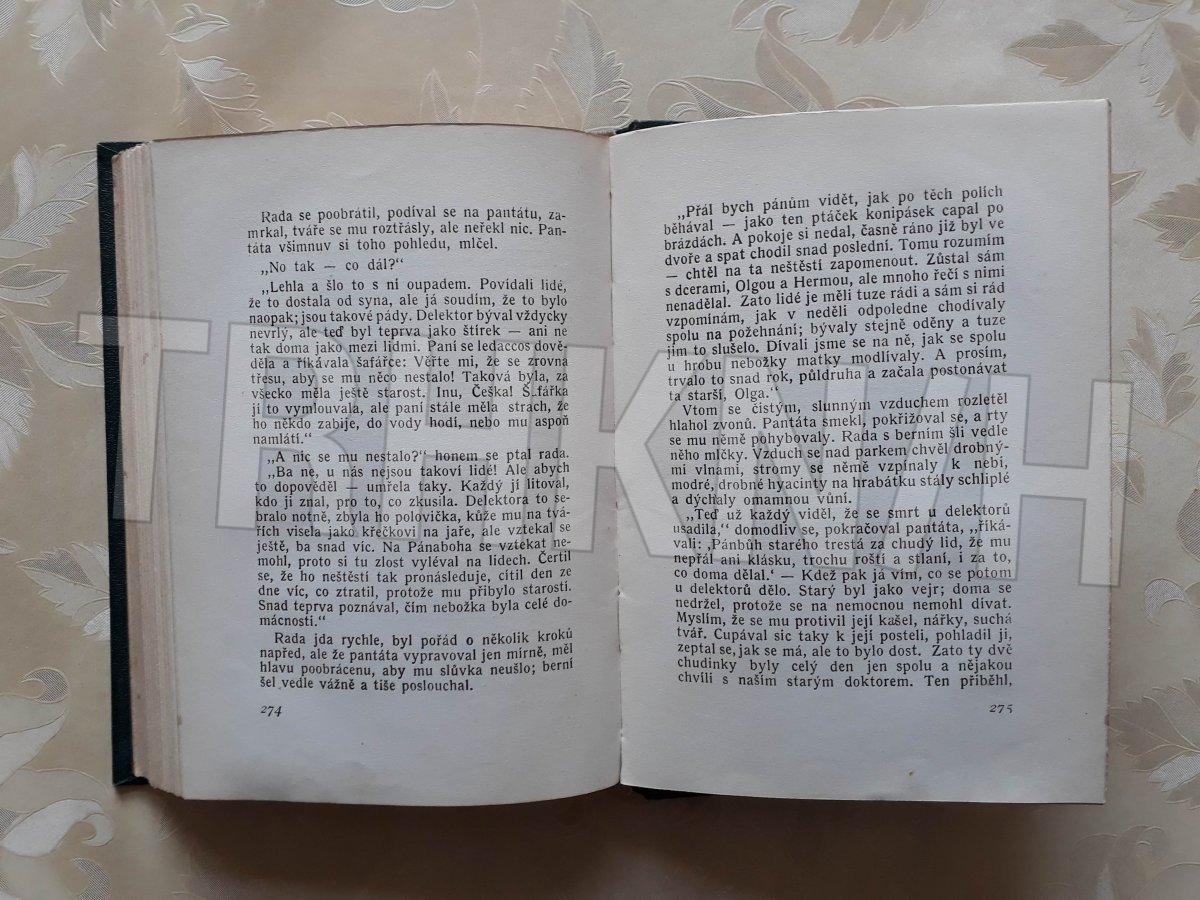 Rada se poobrátil, podíval se na pantátu, za-
mrkal, tváře se mu roztřásly, ale neřekl nic. Pan-
táta všimnuv si toho pohledu, mlčel.
„No tak — co dál?“
„Lehla a šlo to s ní oupadem. Povídali lidé,
že to dostala od syna, ale já soudím, že to bylo
naopak; jsou takové pády. Delektor býval vždycky
nevrlý, ale teď byl teprva jako štírek — ani ne
tak doma jako mezi lidmi. Paní se ledaccos dově-
děla a říkávala šafářce: Věřte mi, že se zrovna
třesu, aby se mu něco nestalo! Taková byla, za
všecko měla ještě starost. Inu, Češka! Š fářka
jí to vymlouvala, ale paní stále měla strach, že
ho někdo zabije, do vody hodí, nebo mu aspoň
namlátí.“
„A nic se mu nestalo?“ honem se ptal rada.
„Ba ne, u nás nejsou takoví lidé! Ale abych
to dopověděl — umřela taky. Každý jí litoval,
kdo ji znal, pro to, co zkusila. Delektora to se-
bralo notně, zbyla ho polovička, kůže mu na tvá-
řích visela jako křečkovi na jaře, ale vztekal se
ještě, ba snad víc. Na Pánaboha se vztekat ne-
mohl, proto si tu zlost vyléval na lidech. Čertil
se, že ho neštěstí tak pronásleduje, cítil den ze
dne víc, co ztratil, protože mu přibylo starostí.
Snad teprva poznával, čím nebožka byla celé do-
mácnosti.“
Rada jda rychle, byl pořád o několik kroků
napřed, ale že pantáta vypravoval jen mírně, měl
hlavu poobrácenu, aby mu slůvka neušlo; berní
šel vedle vážně a tiše poslouchal.
274
„Přál bych pánům vidět, jak po těch polích
běhával — jako ten ptáček konipásek capal po
brázdách. A pokoje si nedal, časně ráno již byl ve
dvoře a spat chodil snad poslední. Tomu rozumím
— chtěl na ta neštěstí zapomenout. Zůstal sám
s dcerami, Olgou a Hermou, ale mnoho řečí s nimi
nenadělal. Zato lidé je měli tuze rádi a sám si rád
vzpomínám, jak v neděli odpoledne chodívaly
spolu na požehnání; bývaly stejně oděny a tuze
jim to slušelo. Dívali jsme se na ně, jak se spolu
u hrobu nebožky matky modlívaly. A prosím,
trvalo to snad rok, půldruha a začala postonávat
ta starší, Olga.“
Vtom se čistým, slunným vzduchem rozletěl
hlahol zvonů. Pantáta smekl, pokřižoval se, a rty
se mu němě pohybovaly. Rada s berním šli vedle
něho mlčky. Vzduch se nad parkem chvěl drobný-
mi vlnami, stromy se němě vzpínaly k nebi,
modré, drobné hyacinty na hrabátku stály schlíplé
a dýchaly omamnou vůní.
„Teď už každý viděl, že se smrt u delektorů
usadila,“ domodliv se, pokračoval pantáta, „říká-
vali: ‚Pánbůh starého trestá za chudý lid, že mu
nepřál ani klásku, trochu roští a stlaní, i za to,
co doma dělal.‘ — Kdež pak já vím, co se potom
u delektorů dělo. Starý byl jako vejr; doma se
nedržel, protože se na nemocnou nemohl dívat.
Myslím, že se mu protivil její kašel, nářky, suchá
tvář. Cupával sic taky k její posteli, pohladil ji,
zeptal se, jak se má, ale to bylo dost. Zato ty dvě
chudinky byly celý den jen spolu a nějakou
chvíli s naším starým doktorem. Ten přiběhl,
275
TRH KNIH